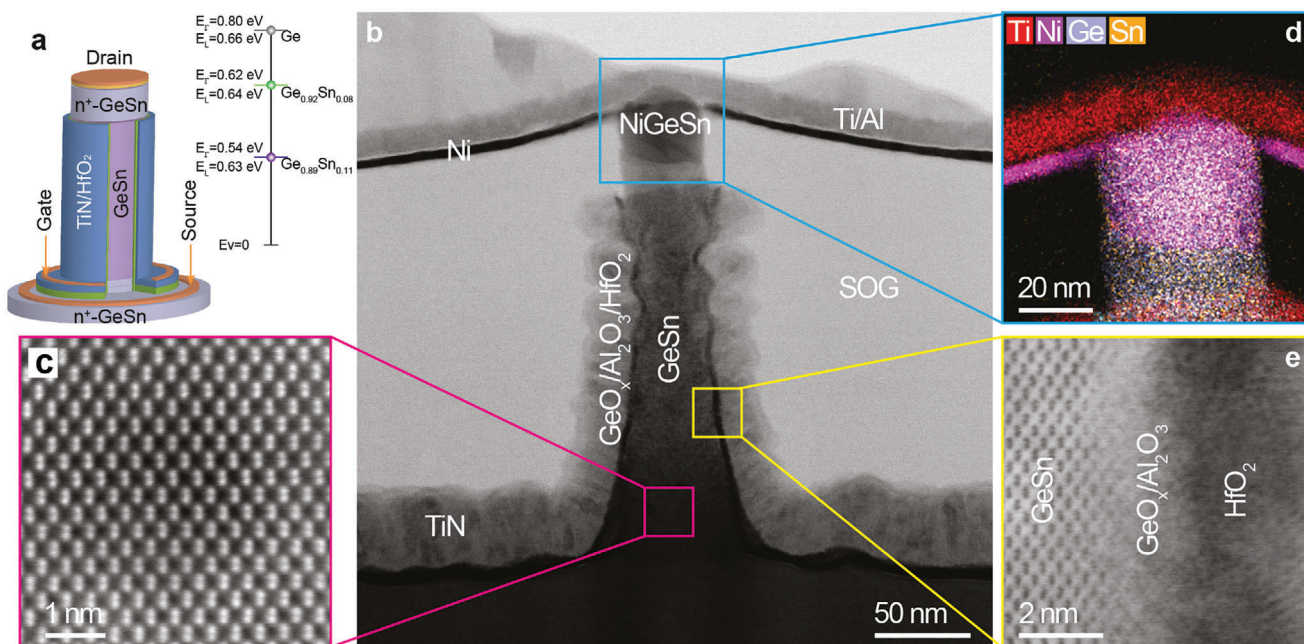 a
Drain
n⁺-GeSn
TiN/HfO₂
GeSn
Gate
Source
n⁺-GeSn
E_Γ=0.80 eV
E_L=0.66 eV
Ge
E_Γ=0.62 eV
E_L=0.64 eV
Ge₀.₉₂Sn₀.₀₈
E_Γ=0.54 eV
E_L=0.63 eV
Ge₀.₈₉Sn₀.₁₁
Ev=0
b
NiGeSn
Ti/Al
Ni
GeOₓ/Al₂O₃/HfO₂
GeSn
SOG
TiN
50 nm
Ti Ni Ge Sn
d
20 nm
c
1 nm
e
GeSn
GeOₓ/Al₂O₃
HfO₂
2 nm